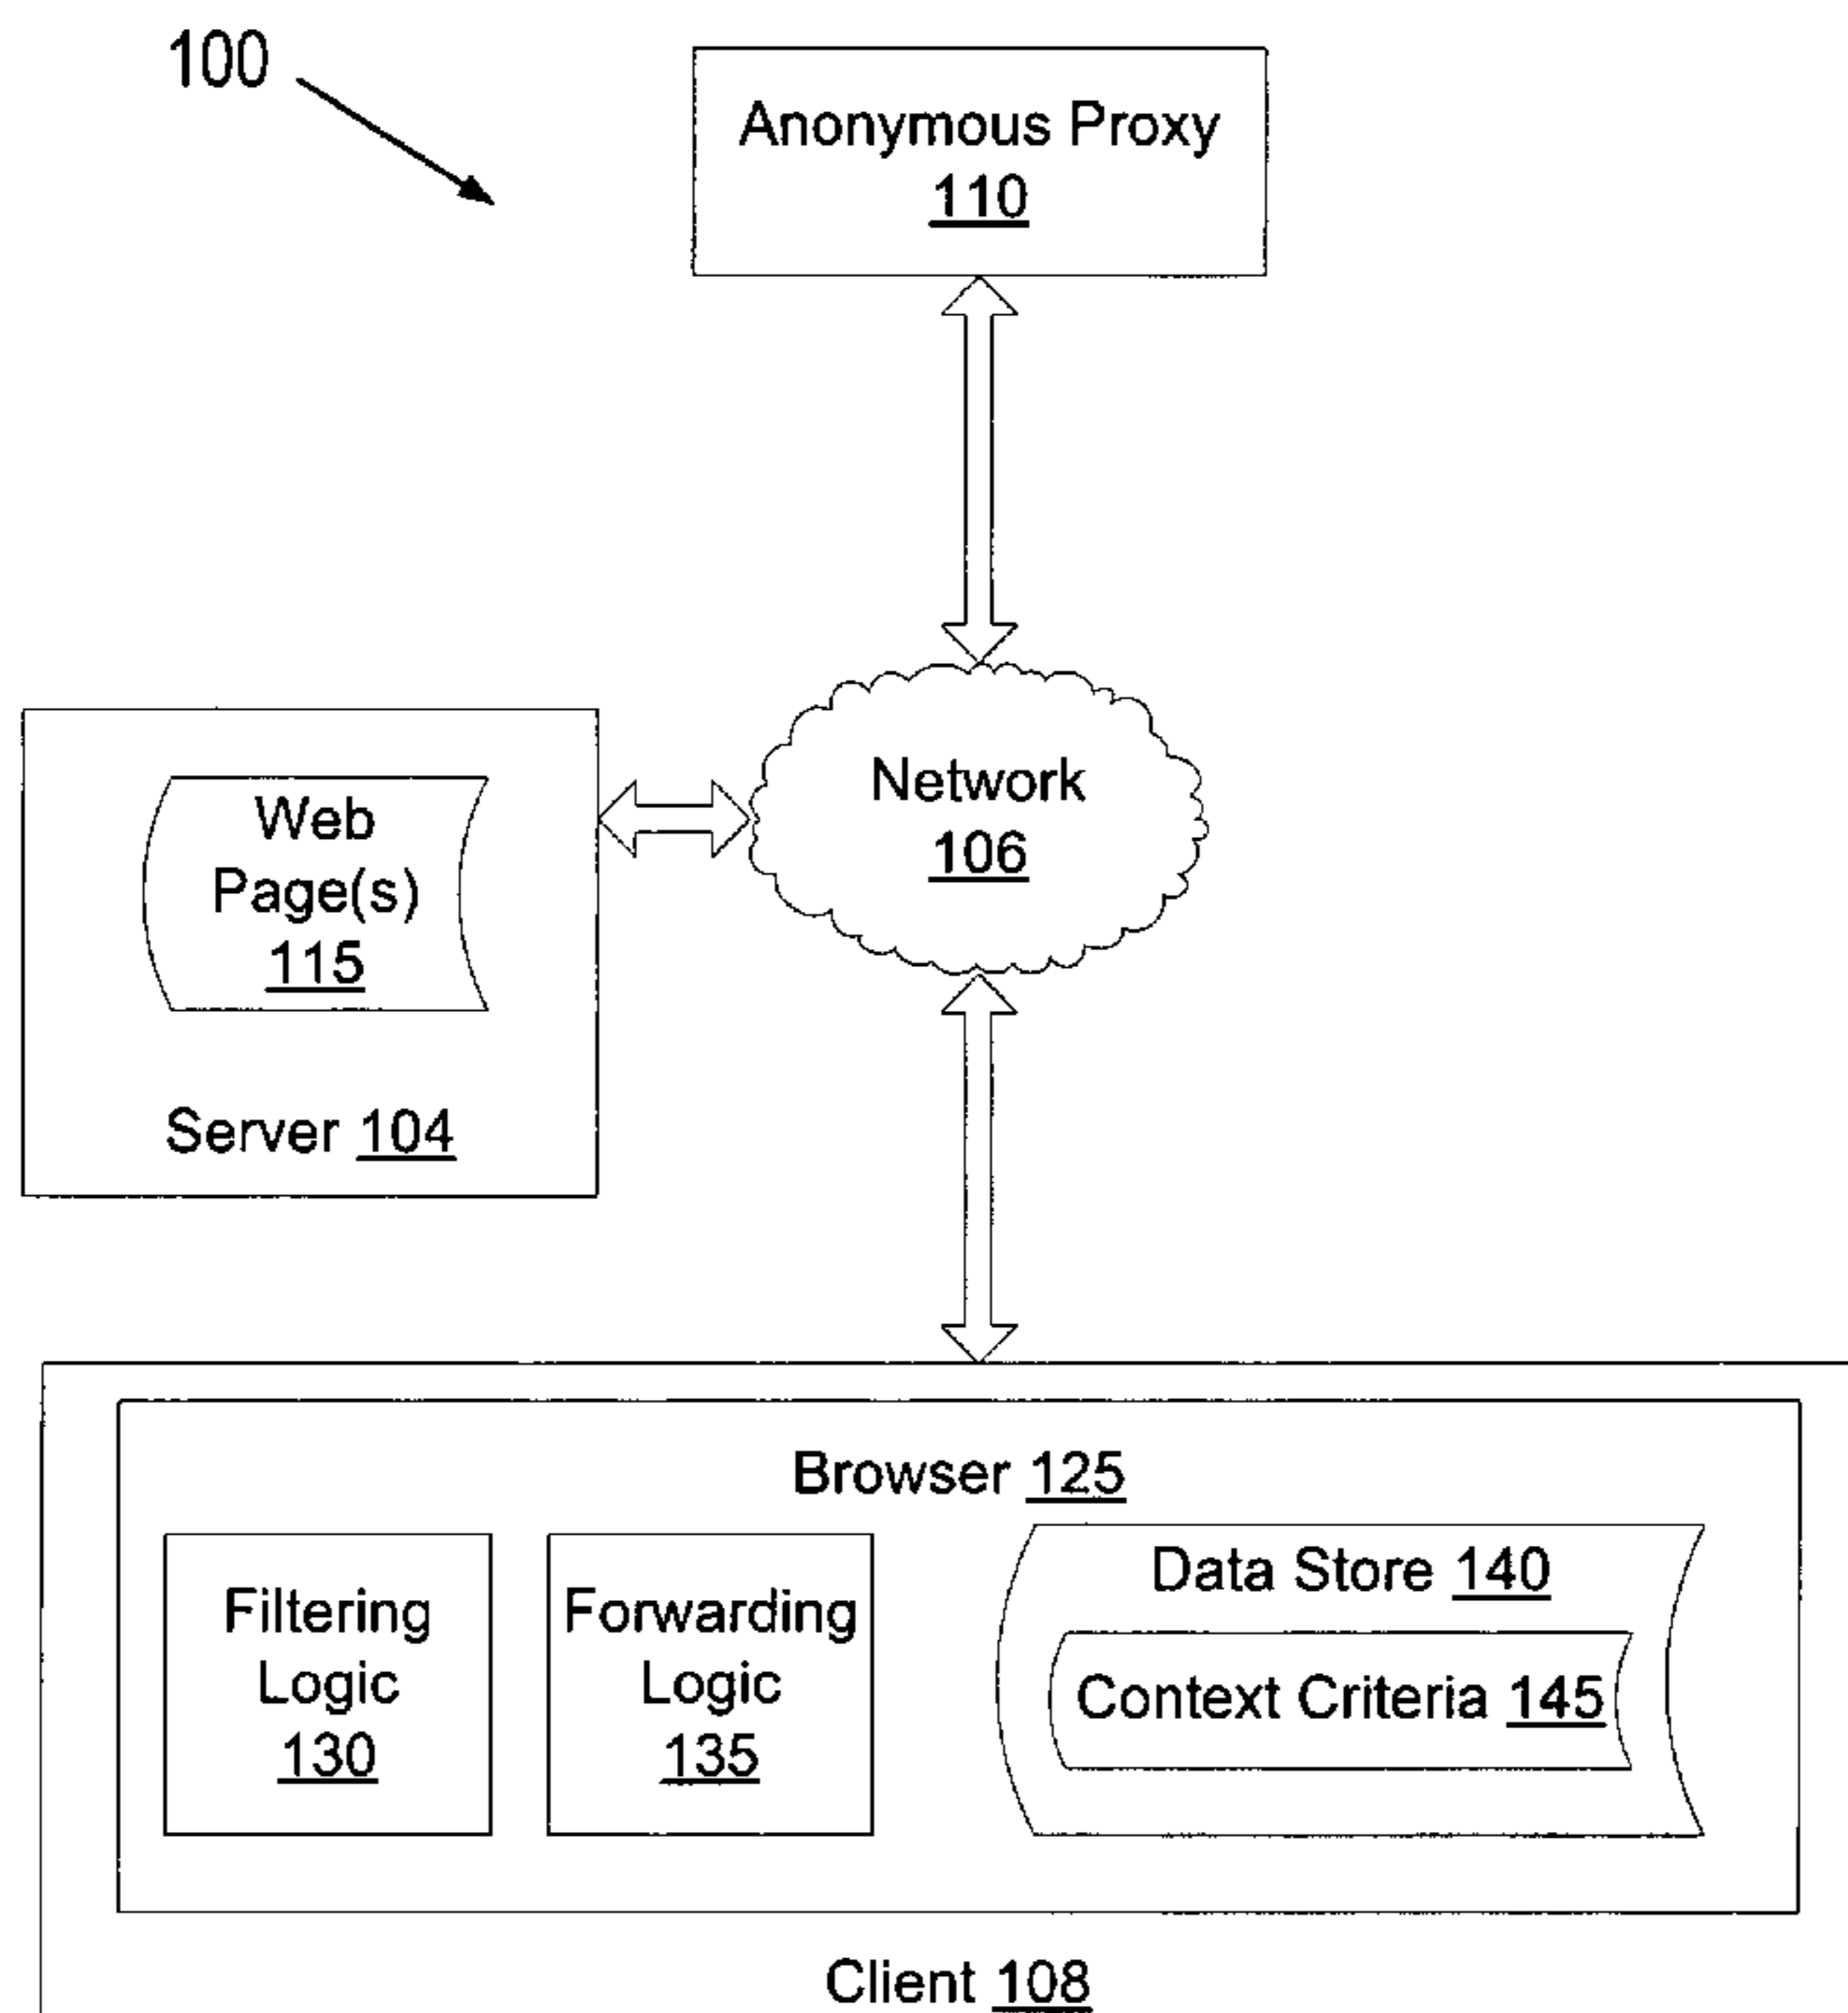 100
Anonymous Proxy
110
Network
106
Web
Page(s)
115
Server 104
Browser 125
Filtering
Logic
130
Forwarding
Logic
135
Data Store 140
Context Criteria 145
Client 108